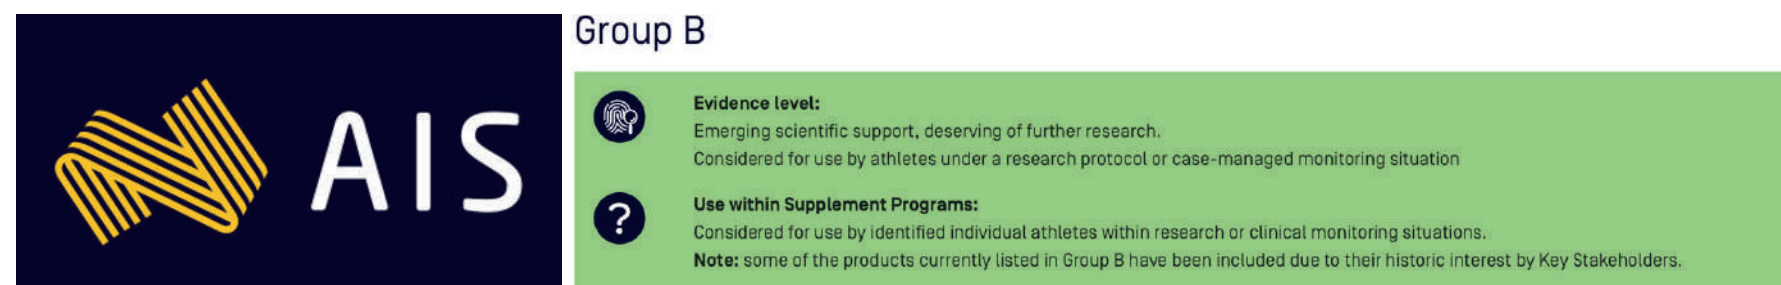 AIS
Group B
Evidence level:
Emerging scientific support, deserving of further research.
Considered for use by athletes under a research protocol or case-managed monitoring situation
Use within Supplement Programs:
Considered for use by identified individual athletes within research or clinical monitoring situations.
Note: some of the products currently listed in Group B have been included due to their historic interest by Key Stakeholders.